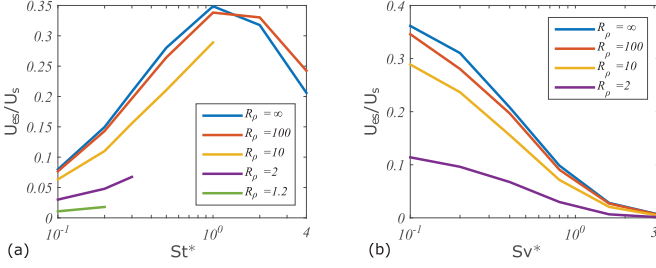 0.35
0.3
0.25
0.2
0.15
0.1
0.05
0
U_es/U_s
R_ρ =∞
R_ρ =100
R_ρ =10
R_ρ =2
R_ρ =1.2
10^-1
10^0
4
(a)
St*
0.4
0.3
0.2
0.1
0
U_es/U_s
R_ρ =∞
R_ρ =100
R_ρ =10
R_ρ =2
10^-1
10^0
3
(b)
Sv*